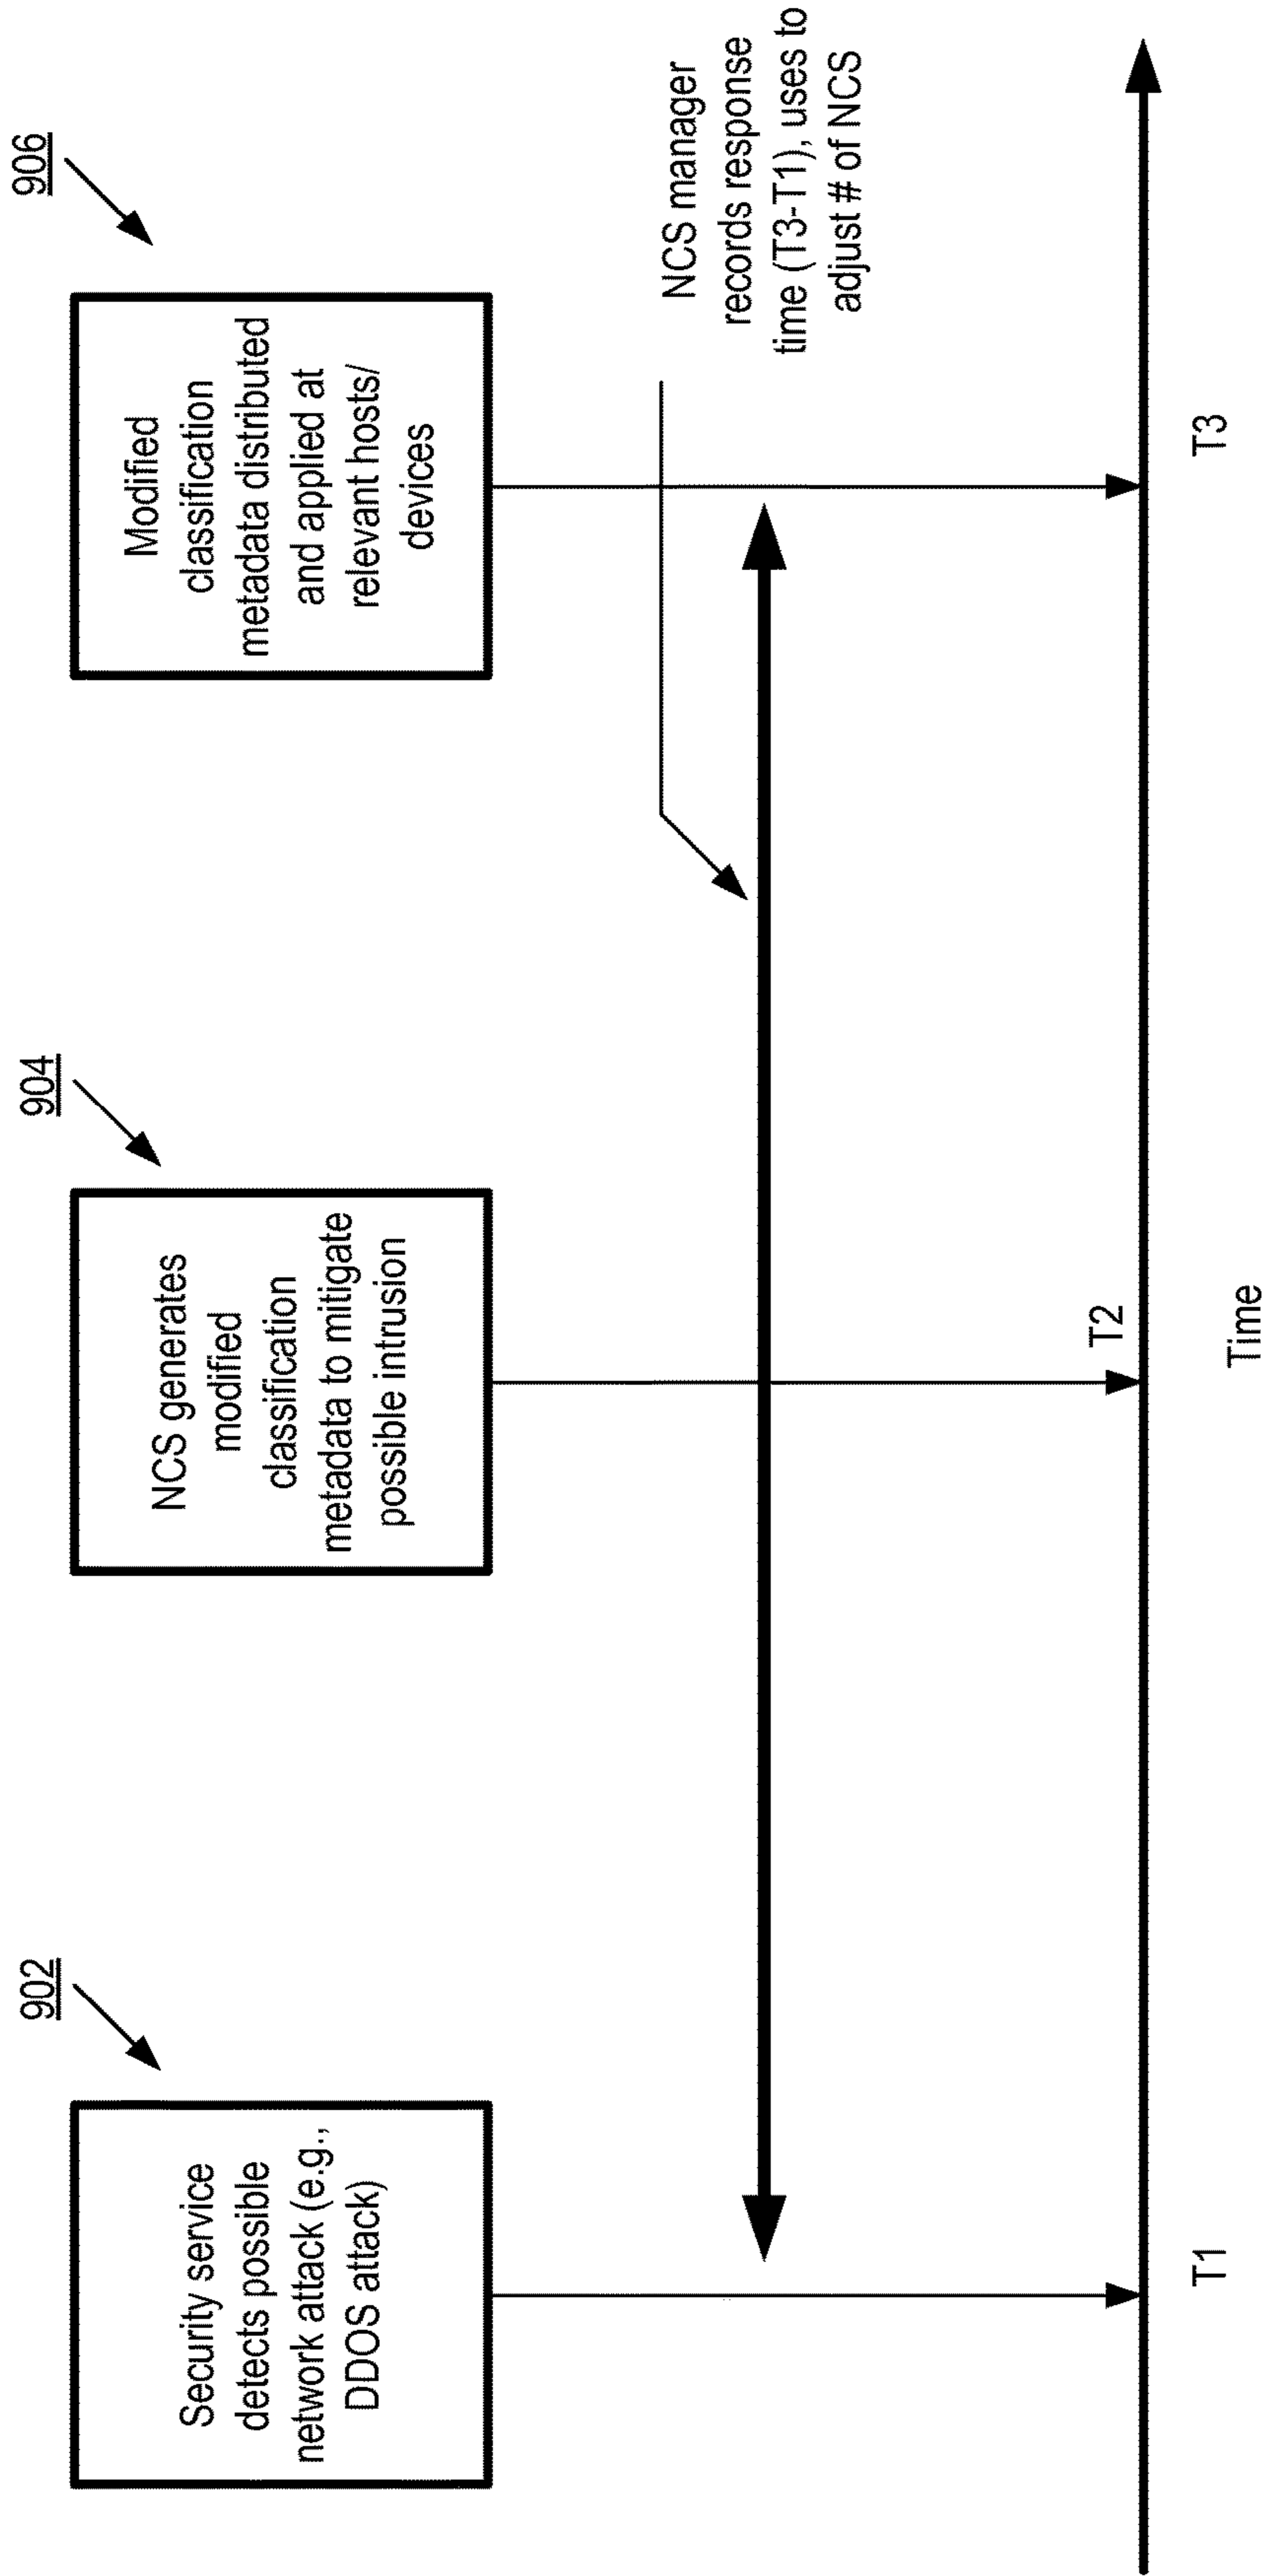 902
Security service
detects possible
network attack (e.g.,
DDOS attack)
904
NCS generates
modified
classification
metadata to mitigate
possible intrusion
906
Modified
classification
metadata distributed
and applied at
relevant hosts/
devices
NCS manager
records response
time (T3-T1), uses to
adjust # of NCS
T1
T2
T3
Time